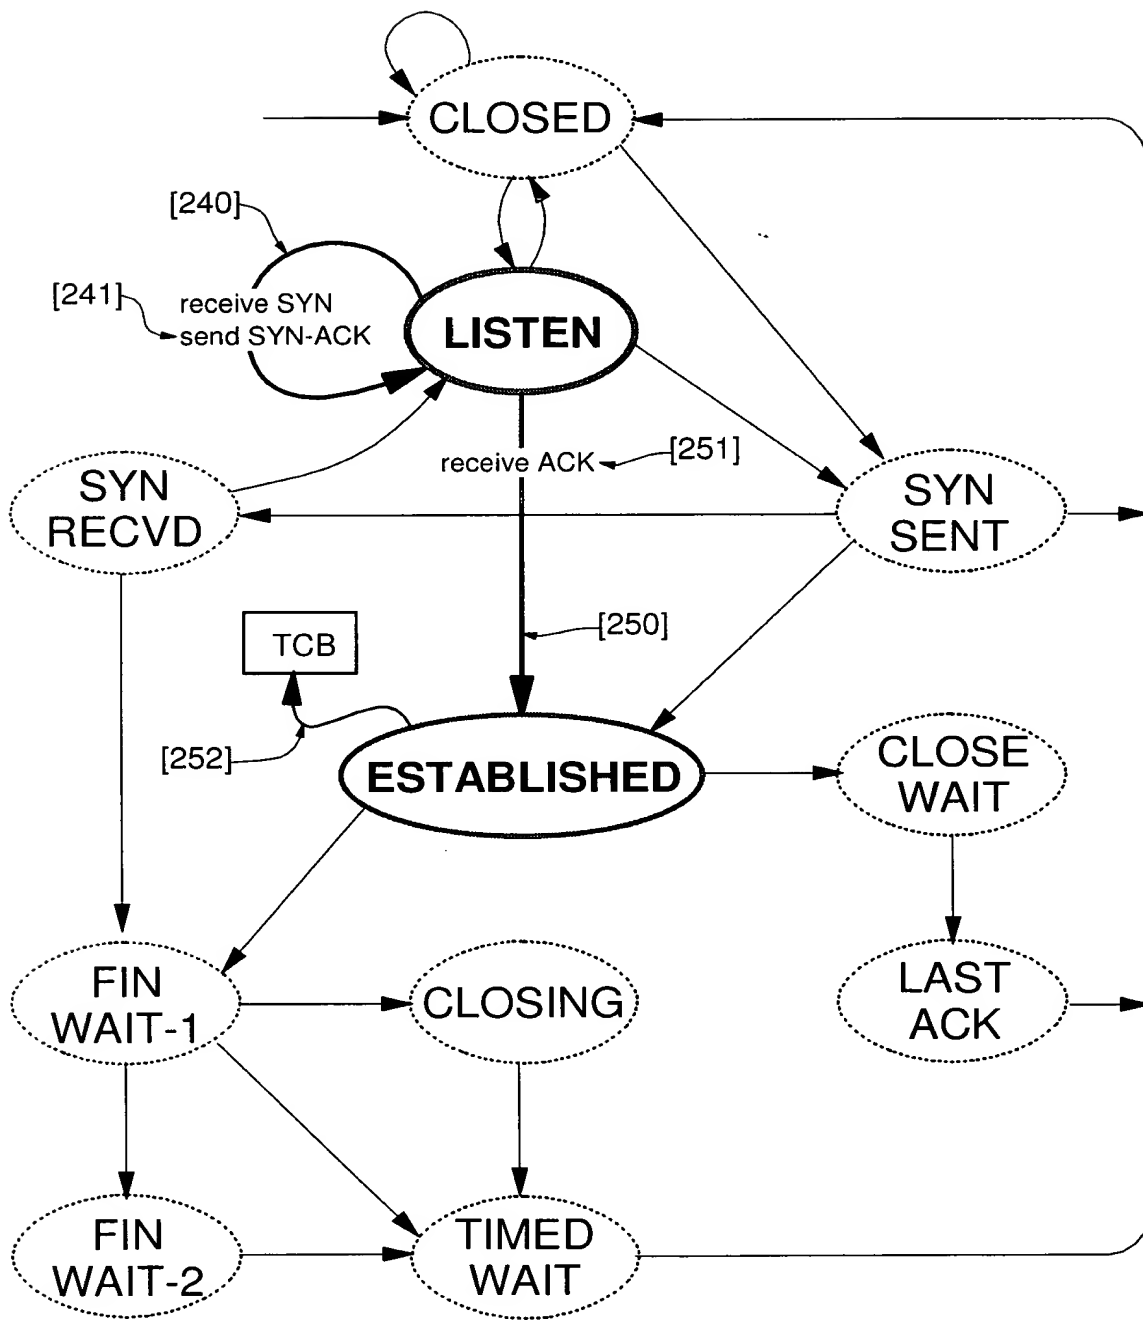 CLOSED
[240]
[241]
receive SYN
send SYN-ACK
LISTEN
receive ACK
[251]
SYN
RECVD
SYN
SENT
[250]
TCB
[252]
ESTABLISHED
CLOSE
WAIT
FIN
WAIT-1
CLOSING
LAST
ACK
FIN
WAIT-2
TIMED
WAIT